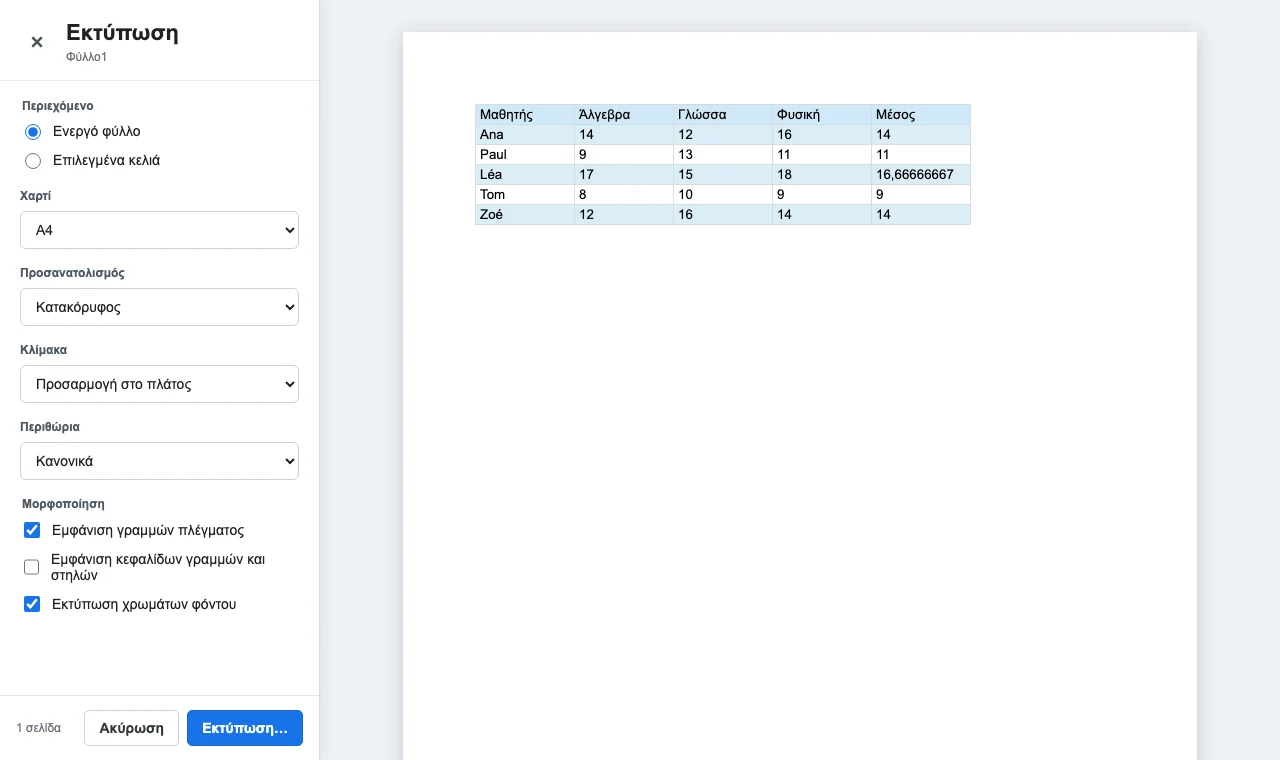 Εκτύπωση
Φύλλο1
Περιεχόμενο
Ενεργό φύλλο
Επιλεγμένα κελιά
Χαρτί
A4
Προσανατολισμός
Κατακόρυφος
Κλίμακα
Προσαρμογή στο πλάτος
Περιθώρια
Κανονικά
Μορφοποίηση
Εμφάνιση γραμμών πλέγματος
Εμφάνιση κεφαλίδων γραμμών και
στηλών
Εκτύπωση χρωμάτων φόντου
1 σελίδα
Ακύρωση
Εκτύπωση...
Μαθητής Άλγεβρα Γλώσσα Φυσική Μέσος
Ana 14 12 16 14
Paul 9 13 11 11
Léa 17 15 18 16,66666667
Tom 8 10 9 9
Zoé 12 16 14 14